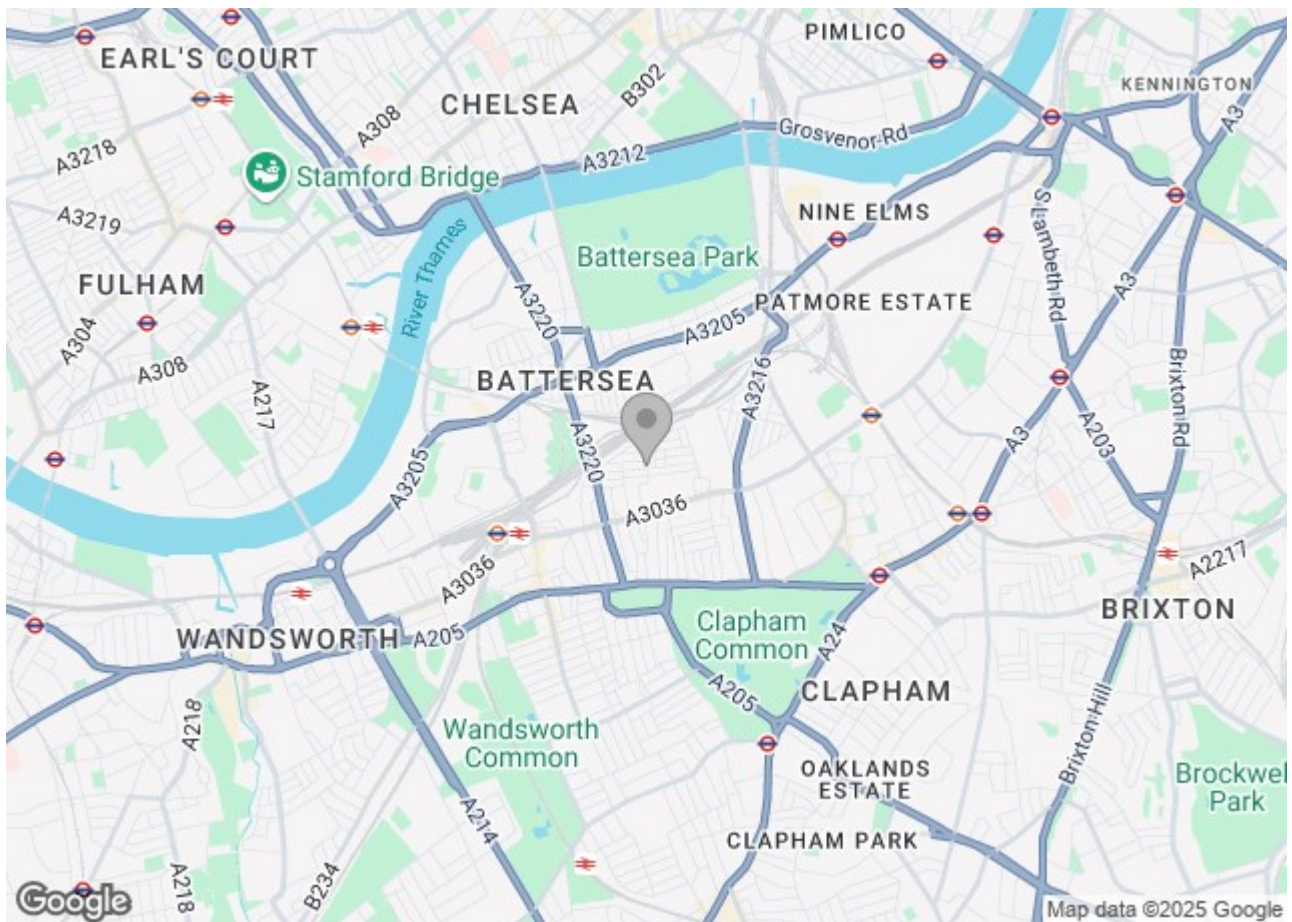 PIMLICO
EARL'S COURT
KENNINGTON
CHELSEA
B302
A308
A3
A3218
Grosvenor Rd
A3212
Stamford Bridge
A3219
NINE ELMS
S Lambeth Rd
River Thames
Battersea Park
FULHAM
A3220
A3
PATMORE ESTATE
A304
A3205
A308
A3216
Brixton Rd
BATTERSEA
A217
A203
A3220
A3
A3205
A3036
A2217
A3036
BRIXTON
Clapham
Common
WANDSWORTH
A205
A24
A205
CLAPHAM
A218
Wandsworth
Common
Brixton Hill
OAKLANDS
ESTATE
Brockwel
Park
A214
CLAPHAM PARK
A218
B234
Google
Map data ©2025 Google